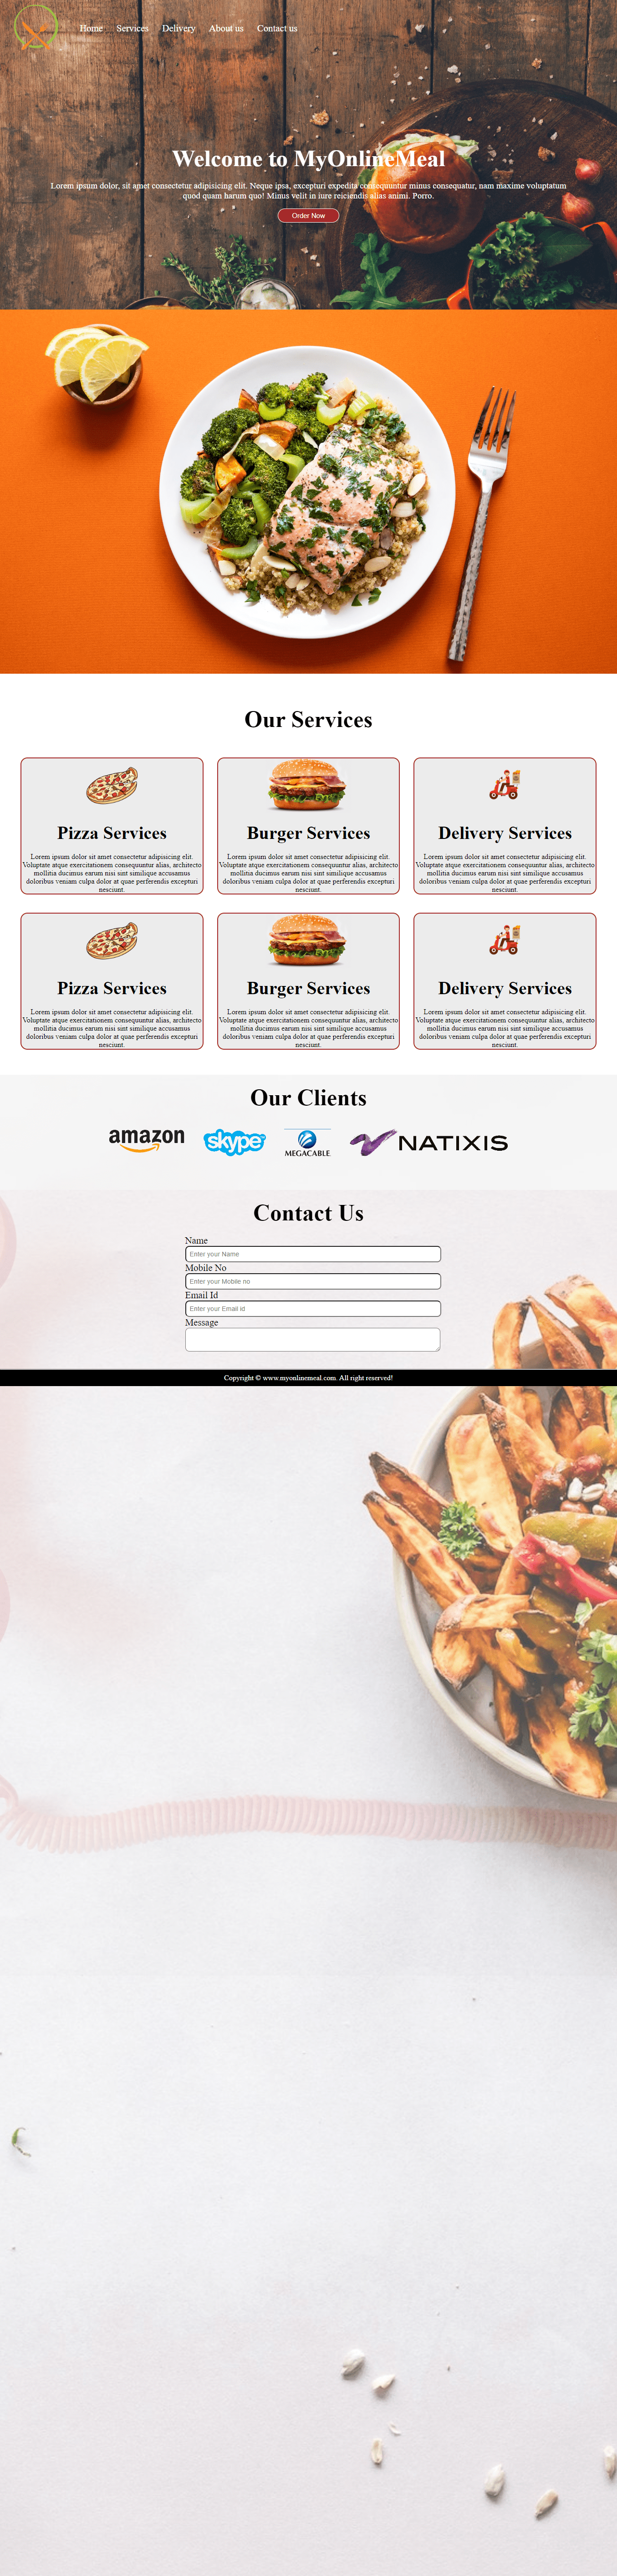 Home Services Delivery About us Contact us
Welcome to MyOnlineMeal
Lorem ipsum dolor, sit amet consectetur adipisicing elit. Neque ipsa, excepturi expedita consequuntur minus consequatur, nam maxime voluptatum
quod quam harum quo! Minus velit in iure reiciendis alias animi. Porro.
Order Now
Our Services
Pizza Services
Lorem ipsum dolor sit amet consectetur adipisicing elit.
Voluptate atque exercitationem consequuntur alias, architecto
mollitia ducimus earum nisi sint similique accusamus
doloribus veniam culpa dolor at quae perferendis excepturi
nesciunt.
Burger Services
Lorem ipsum dolor sit amet consectetur adipisicing elit.
Voluptate atque exercitationem consequuntur alias, architecto
mollitia ducimus earum nisi sint similique accusamus
doloribus veniam culpa dolor at quae perferendis excepturi
nesciunt.
Delivery Services
Lorem ipsum dolor sit amet consectetur adipisicing elit.
Voluptate atque exercitationem consequuntur alias, architecto
mollitia ducimus earum nisi sint similique accusamus
doloribus veniam culpa dolor at quae perferendis excepturi
nesciunt.
Pizza Services
Lorem ipsum dolor sit amet consectetur adipisicing elit.
Voluptate atque exercitationem consequuntur alias, architecto
mollitia ducimus earum nisi sint similique accusamus
doloribus veniam culpa dolor at quae perferendis excepturi
nesciunt.
Burger Services
Lorem ipsum dolor sit amet consectetur adipisicing elit.
Voluptate atque exercitationem consequuntur alias, architecto
mollitia ducimus earum nisi sint similique accusamus
doloribus veniam culpa dolor at quae perferendis excepturi
nesciunt.
Delivery Services
Lorem ipsum dolor sit amet consectetur adipisicing elit.
Voluptate atque exercitationem consequuntur alias, architecto
mollitia ducimus earum nisi sint similique accusamus
doloribus veniam culpa dolor at quae perferendis excepturi
nesciunt.
Our Clients
amazon skype MEGACABLE NATIXIS
Contact Us
Name
Enter your Name
Mobile No
Enter your Mobile no
Email Id
Enter your Email id
Message
Copyright © www.myonlinemeal.com. All right reserved!